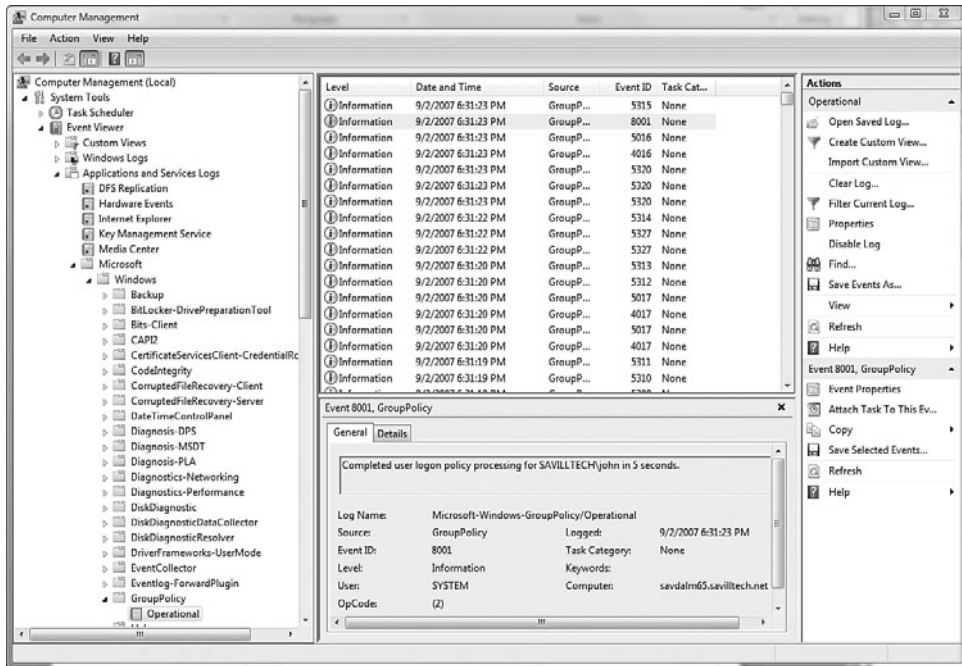 Computer Management
File Action View Help
Computer Management (Local)
System Tools
Task Scheduler
Event Viewer
Custom Views
Windows Logs
Applications and Services Logs
DFS Replication
Hardware Events
Internet Explorer
Key Management Service
Media Center
Microsoft
Windows
Backup
BitLocker-DrivePreparationTool
Bits-Client
CAPI2
CertificateServicesClient-CredentialRo
CodeIntegrity
CorruptedFileRecovery-Client
CorruptedFileRecovery-Server
DateTimeControlPanel
Diagnosis-DPS
Diagnosis-MSDT
Diagnosis-PLA
Diagnostics-Networking
Diagnostics-Performance
DiskDiagnostic
DiskDiagnosticDataCollector
DiskDiagnosticResolver
DriverFrameworks-UserMode
EventCollector
Eventlog-ForwardPlugin
GroupPolicy
Operational
Level Date and Time Source Event ID Task Cat...
Information 9/2/2007 6:31:23 PM GroupP... 5315 None
Information 9/2/2007 6:31:23 PM GroupP... 8001 None
Information 9/2/2007 6:31:23 PM GroupP... 5016 None
Information 9/2/2007 6:31:23 PM GroupP... 4016 None
Information 9/2/2007 6:31:23 PM GroupP... 5320 None
Information 9/2/2007 6:31:23 PM GroupP... 5320 None
Information 9/2/2007 6:31:23 PM GroupP... 5320 None
Information 9/2/2007 6:31:22 PM GroupP... 5314 None
Information 9/2/2007 6:31:22 PM GroupP... 5327 None
Information 9/2/2007 6:31:22 PM GroupP... 5327 None
Information 9/2/2007 6:31:20 PM GroupP... 5313 None
Information 9/2/2007 6:31:20 PM GroupP... 5312 None
Information 9/2/2007 6:31:20 PM GroupP... 5017 None
Information 9/2/2007 6:31:20 PM GroupP... 4017 None
Information 9/2/2007 6:31:20 PM GroupP... 5017 None
Information 9/2/2007 6:31:20 PM GroupP... 4017 None
Information 9/2/2007 6:31:19 PM GroupP... 5311 None
Information 9/2/2007 6:31:19 PM GroupP... 5310 None
Event 8001, GroupPolicy
General Details
Completed user logon policy processing for SAVILLTECH\john in 5 seconds.
Log Name: Microsoft-Windows-GroupPolicy/Operational
Source: GroupPolicy Logged: 9/2/2007 6:31:23 PM
Event ID: 8001 Task Category: None
Level: Information Keywords:
User: SYSTEM Computer: savdalm65.savilltech.net
OpCode: (2)
Actions
Operational
Open Saved Log...
Create Custom View...
Import Custom View...
Clear Log...
Filter Current Log...
Properties
Disable Log
Find...
Save Events As...
View
Refresh
Help
Event 8001, GroupPolicy
Event Properties
Attach Task To This Ev...
Copy
Save Selected Events...
Refresh
Help